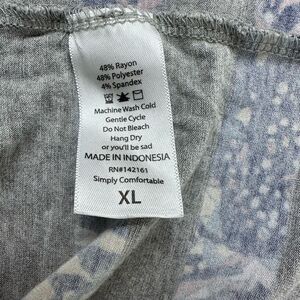 48% Rayon
48% Polyester
4% Spandex
Machine Wash Cold
Gentle Cycle
Do Not Bleach
Hang Dry
or you'll be sad
MADE IN INDONESIA
RN#142161
Simply Comfortable
XL